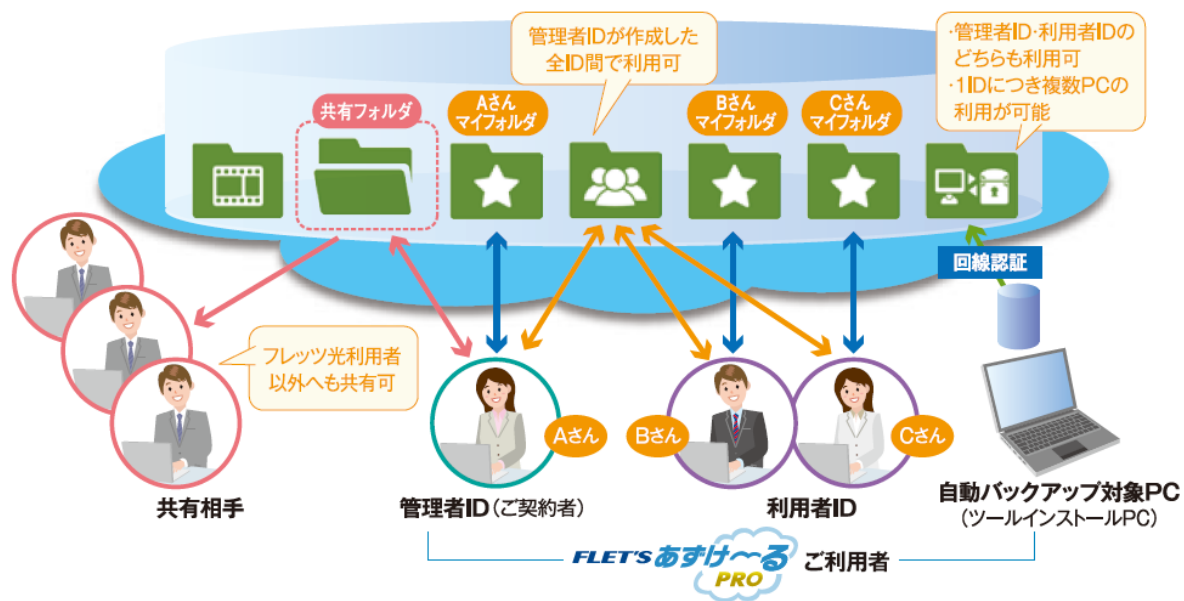 管理者IDが作成した
全ID間で利用可
・管理者ID・利用者IDの
どちらも利用可
・1IDにつき複数PCの
利用が可能
共有フォルダ
Aさん
マイフォルダ
Bさん
マイフォルダ
Cさん
マイフォルダ
回線認証
フレッツ光利用者
以外へも共有可
Aさん
Bさん
Cさん
共有相手
管理者ID(ご契約者)
利用者ID
自動バックアップ対象PC
(ツールインストールPC)
FLET'S あずけ〜る PRO ご利用者